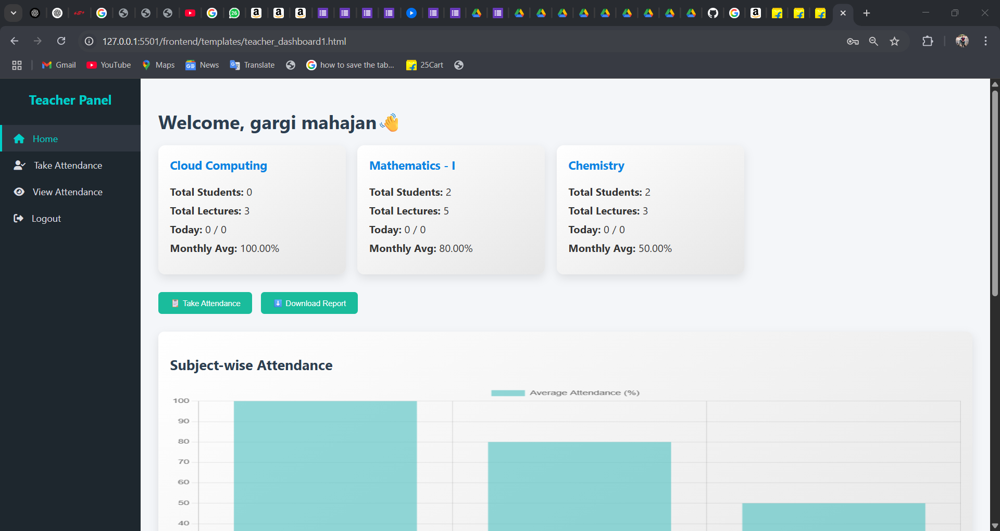 26
127.0.0.1:5501/frontend/templates/teacher_dashboard1.html
Gmail
YouTube
Maps
News
Translate
how to save the tab...
25Cart
Teacher Panel
Home
Take Attendance
View Attendance
Logout
Welcome, gargi mahajan 👋
Cloud Computing
Total Students: 0
Total Lectures: 3
Today: 0 / 0
Monthly Avg: 100.00%
Mathematics - I
Total Students: 2
Total Lectures: 5
Today: 0 / 0
Monthly Avg: 80.00%
Chemistry
Total Students: 2
Total Lectures: 3
Today: 0 / 0
Monthly Avg: 50.00%
Take Attendance
Download Report
Subject-wise Attendance
Average Attendance (%)
100
90
80
70
60
50
40